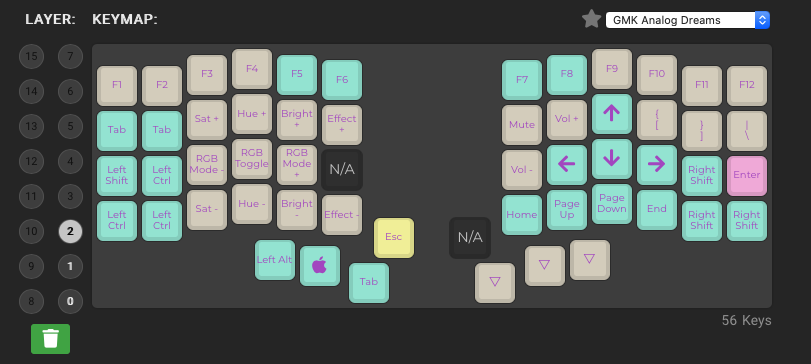 LAYER: KEYMAP: GMK Analog Dreams
15 7
14 6
13 5
12 4
11 3
10 2
9 1
8 0
F1 F2 F3 F4 F5 F6 F7 F8 F9 F10 F11 F12
Tab Tab Sat + Hue + Bright + Effect + Mute Vol + { [ } ] | \
Left Shift Left Ctrl RGB Mode - RGB Toggle RGB Mode + N/A Vol - Right Shift Enter
Left Ctrl Left Ctrl Sat - Hue - Bright - Effect - Home Page Up Page Down End Right Shift Right Shift
Esc N/A
Left Alt Tab ▽ ▽ ▽
56 Keys